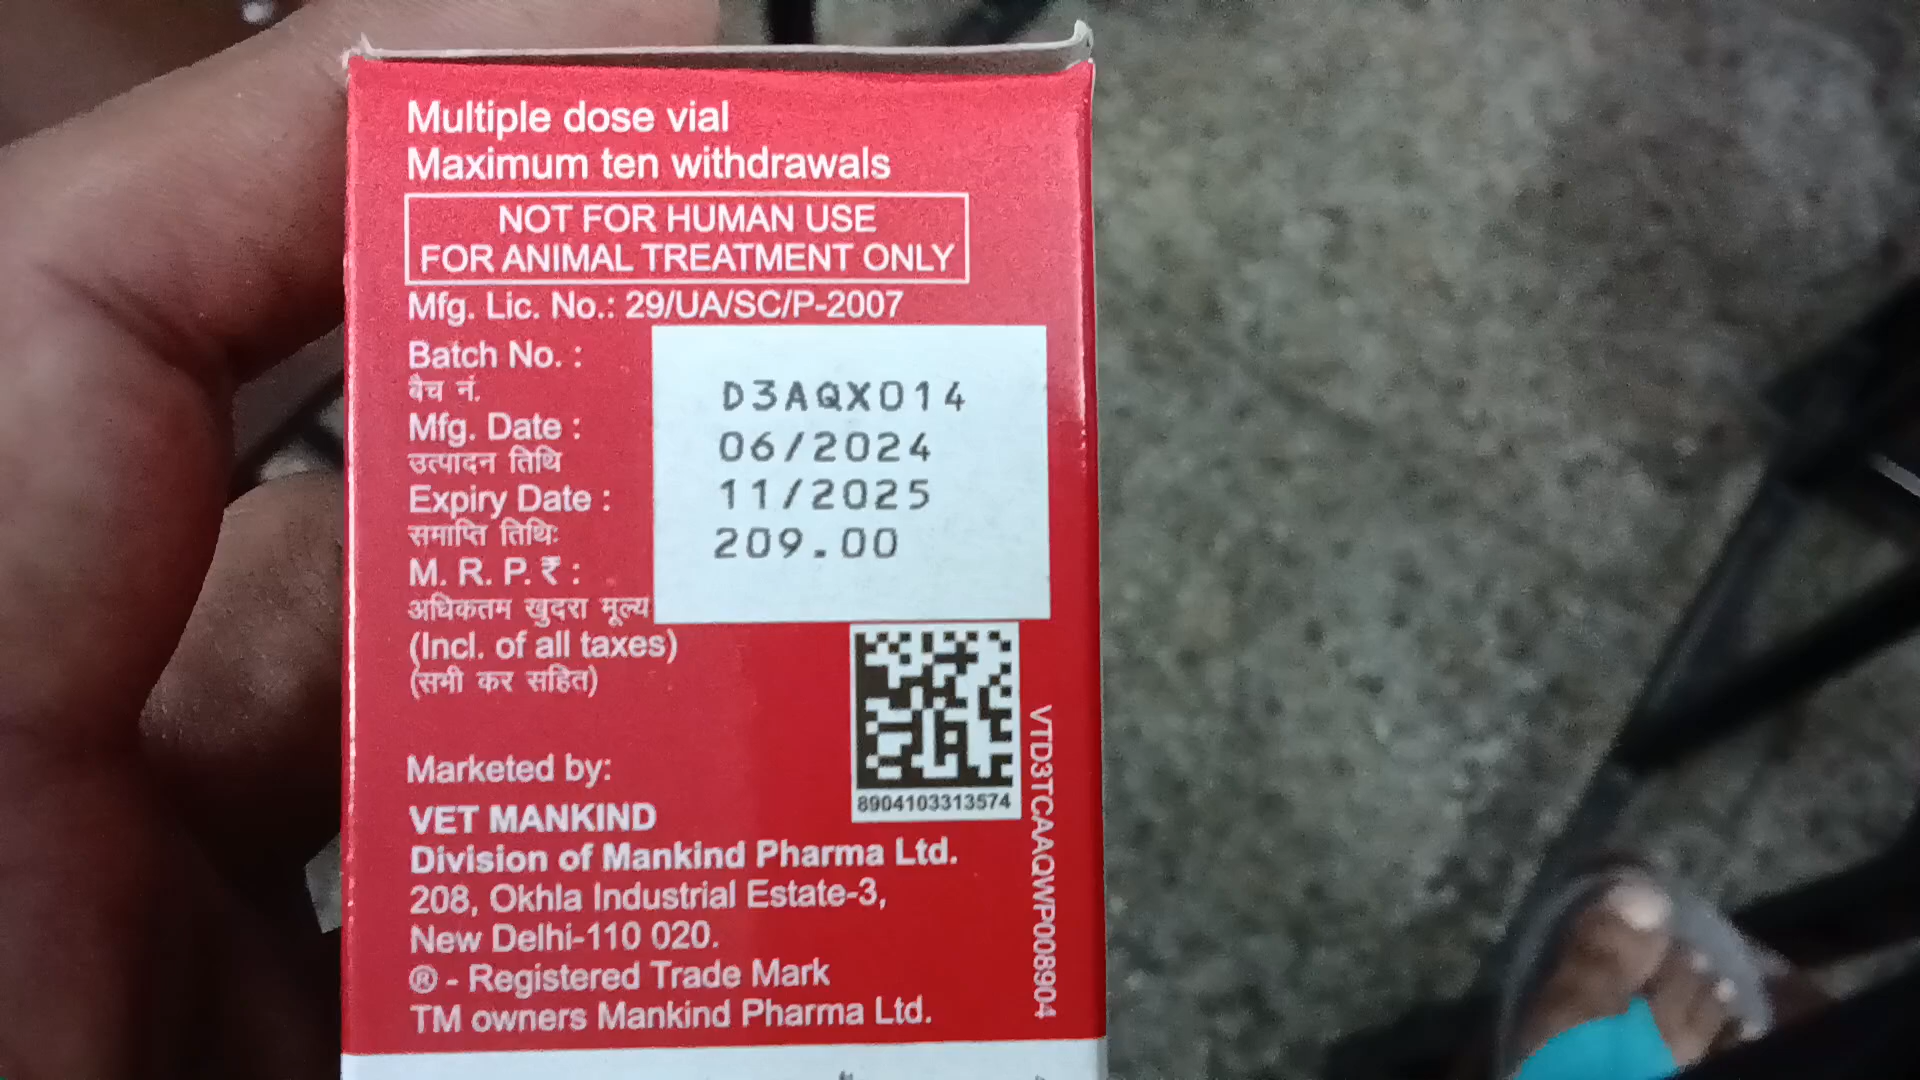 Multiple dose vial
Maximum ten withdrawals
NOT FOR HUMAN USE
FOR ANIMAL TREATMENT ONLY
Mfg. Lic. No.: 29/UA/SC/P-2007
Batch No. : D3AQX014
बैच नं.
Mfg. Date : 06/2024
उत्पादन तिथि
Expiry Date : 11/2025
समाप्ति तिथिः
M. R. P. ₹ : 209.00
अधिकतम खुदरा मूल्य
(Incl. of all taxes)
(सभी कर सहित)
8904103313574
VTD3TCAAQWP008904
Marketed by:
VET MANKIND
Division of Mankind Pharma Ltd.
208, Okhla Industrial Estate-3,
New Delhi-110 020.
® - Registered Trade Mark
TM owners Mankind Pharma Ltd.